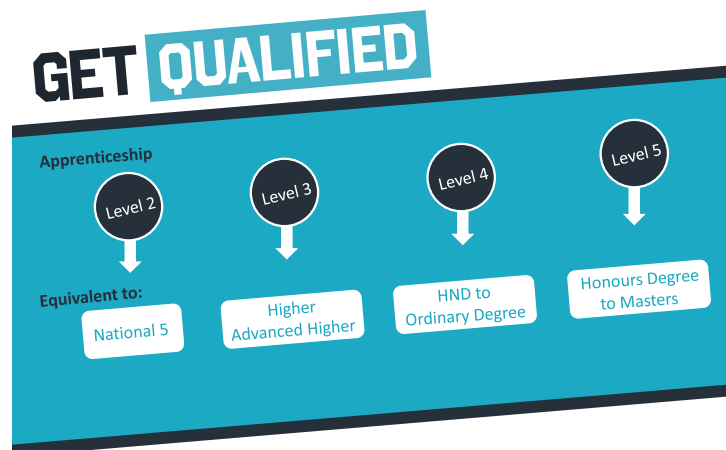 GET QUALIFIED
Apprenticeship
Level 2
Level 3
Level 4
Level 5
Equivalent to:
National 5
Higher
Advanced Higher
HND to
Ordinary Degree
Honours Degree
to Masters